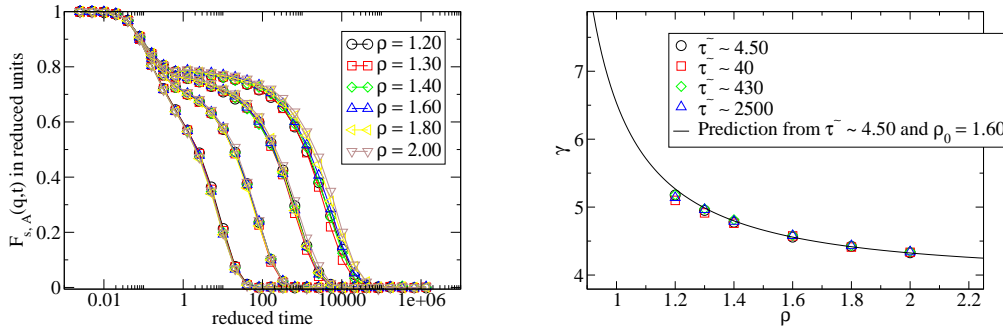 F_{s, A}(q,t) in reduced units
1
0.8
0.6
0.4
0.2
0
0.01
1
100
10000
1e+06
reduced time
ρ = 1.20
ρ = 1.30
ρ = 1.40
ρ = 1.60
ρ = 1.80
ρ = 2.00
γ
7
6
5
4
1
1.2
1.4
1.6
1.8
2
2.2
ρ
τ̃ ~ 4.50
τ̃ ~ 40
τ̃ ~ 430
τ̃ ~ 2500
Prediction from τ̃ ~ 4.50 and ρ₀ = 1.60